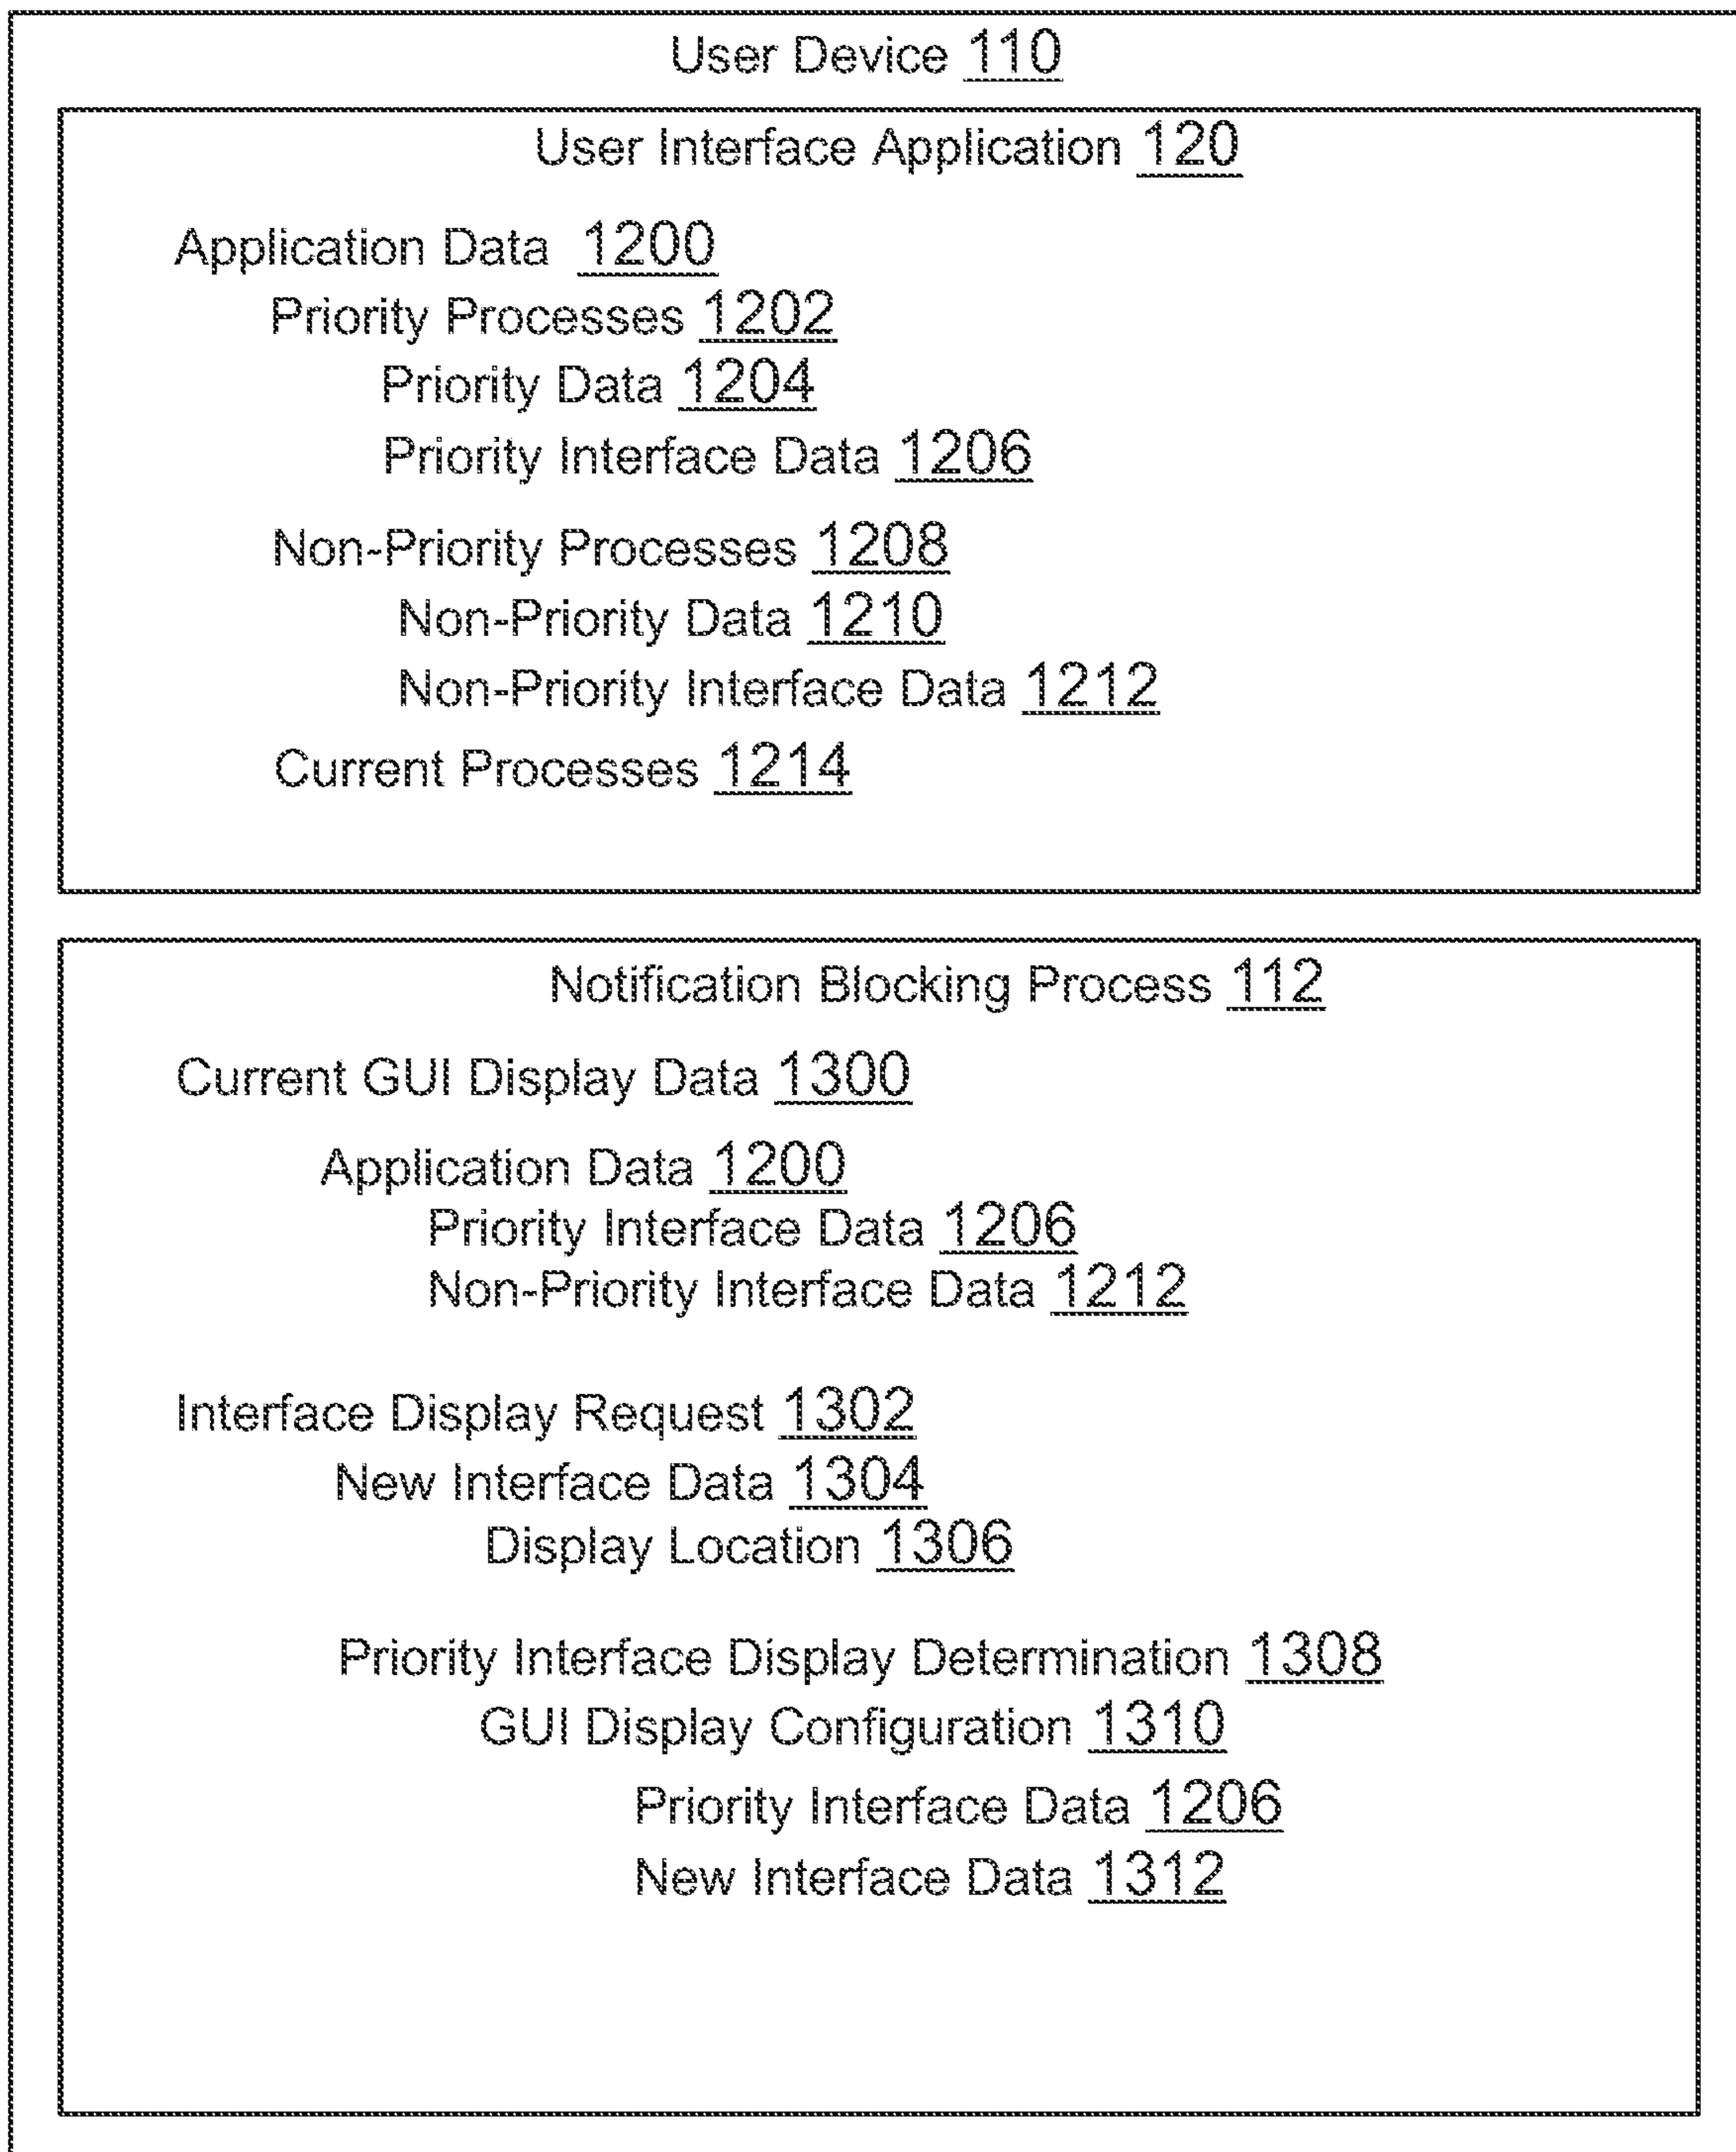 User Device 110
User Interface Application 120
Application Data 1200
Priority Processes 1202
Priority Data 1204
Priority Interface Data 1206
Non-Priority Processes 1208
Non-Priority Data 1210
Non-Priority Interface Data 1212
Current Processes 1214
Notification Blocking Process 112
Current GUI Display Data 1300
Application Data 1200
Priority Interface Data 1206
Non-Priority Interface Data 1212
Interface Display Request 1302
New Interface Data 1304
Display Location 1306
Priority Interface Display Determination 1308
GUI Display Configuration 1310
Priority Interface Data 1206
New Interface Data 1312